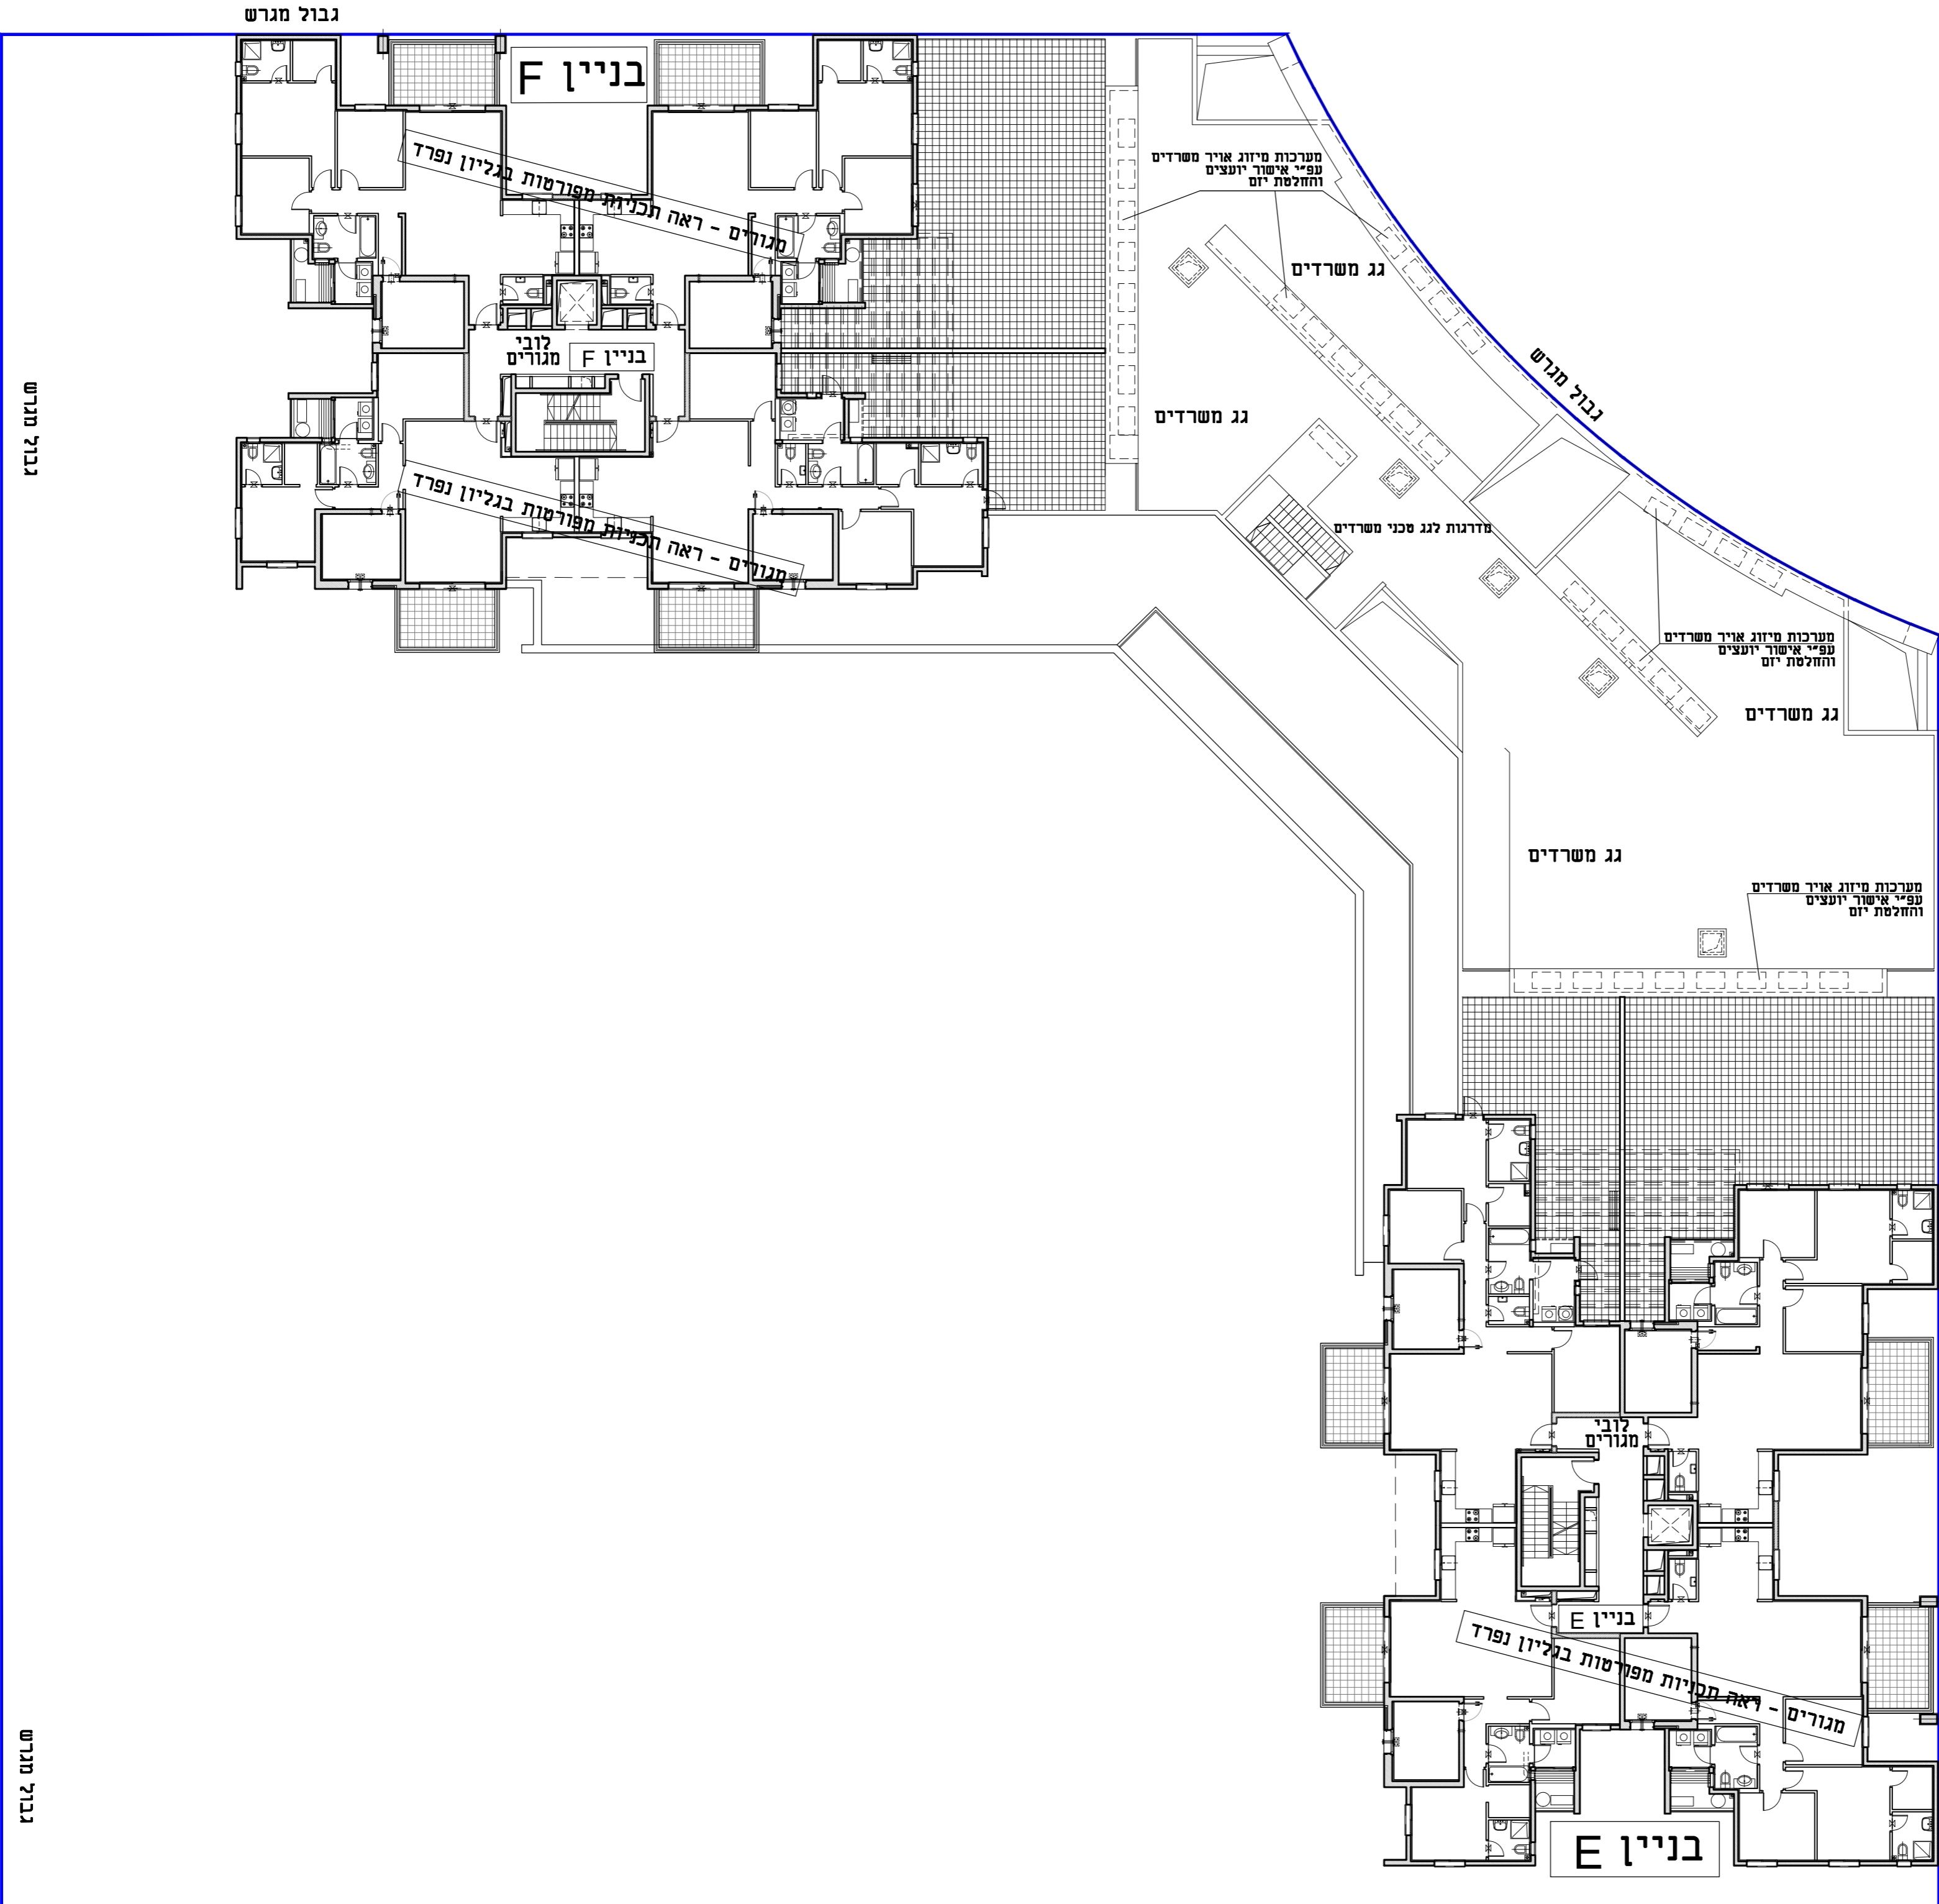 גבול מגרש
בניין F
מגורים - ראה תכניות מפורטות בגליון נפרד
מערכות מיזוג אויר משרדים
עפ״י אישור יועצים
והחלטת יזם
גג משרדים
גבול מגרש
לובי
מגורים
בניין F
גבול מגרש
גג משרדים
מגורים - ראה תכניות מפורטות בגליון נפרד
מדרגות לגג טכני משרדים
מערכות מיזוג אויר משרדים
עפ״י אישור יועצים
והחלטת יזם
גג משרדים
גג משרדים
מערכות מיזוג אויר משרדים
עפ״י אישור יועצים
והחלטת יזם
לובי
מגורים
בניין E
מגורים - ראה תכניות מפורטות בגליון נפרד
גבול מגרש
בניין E